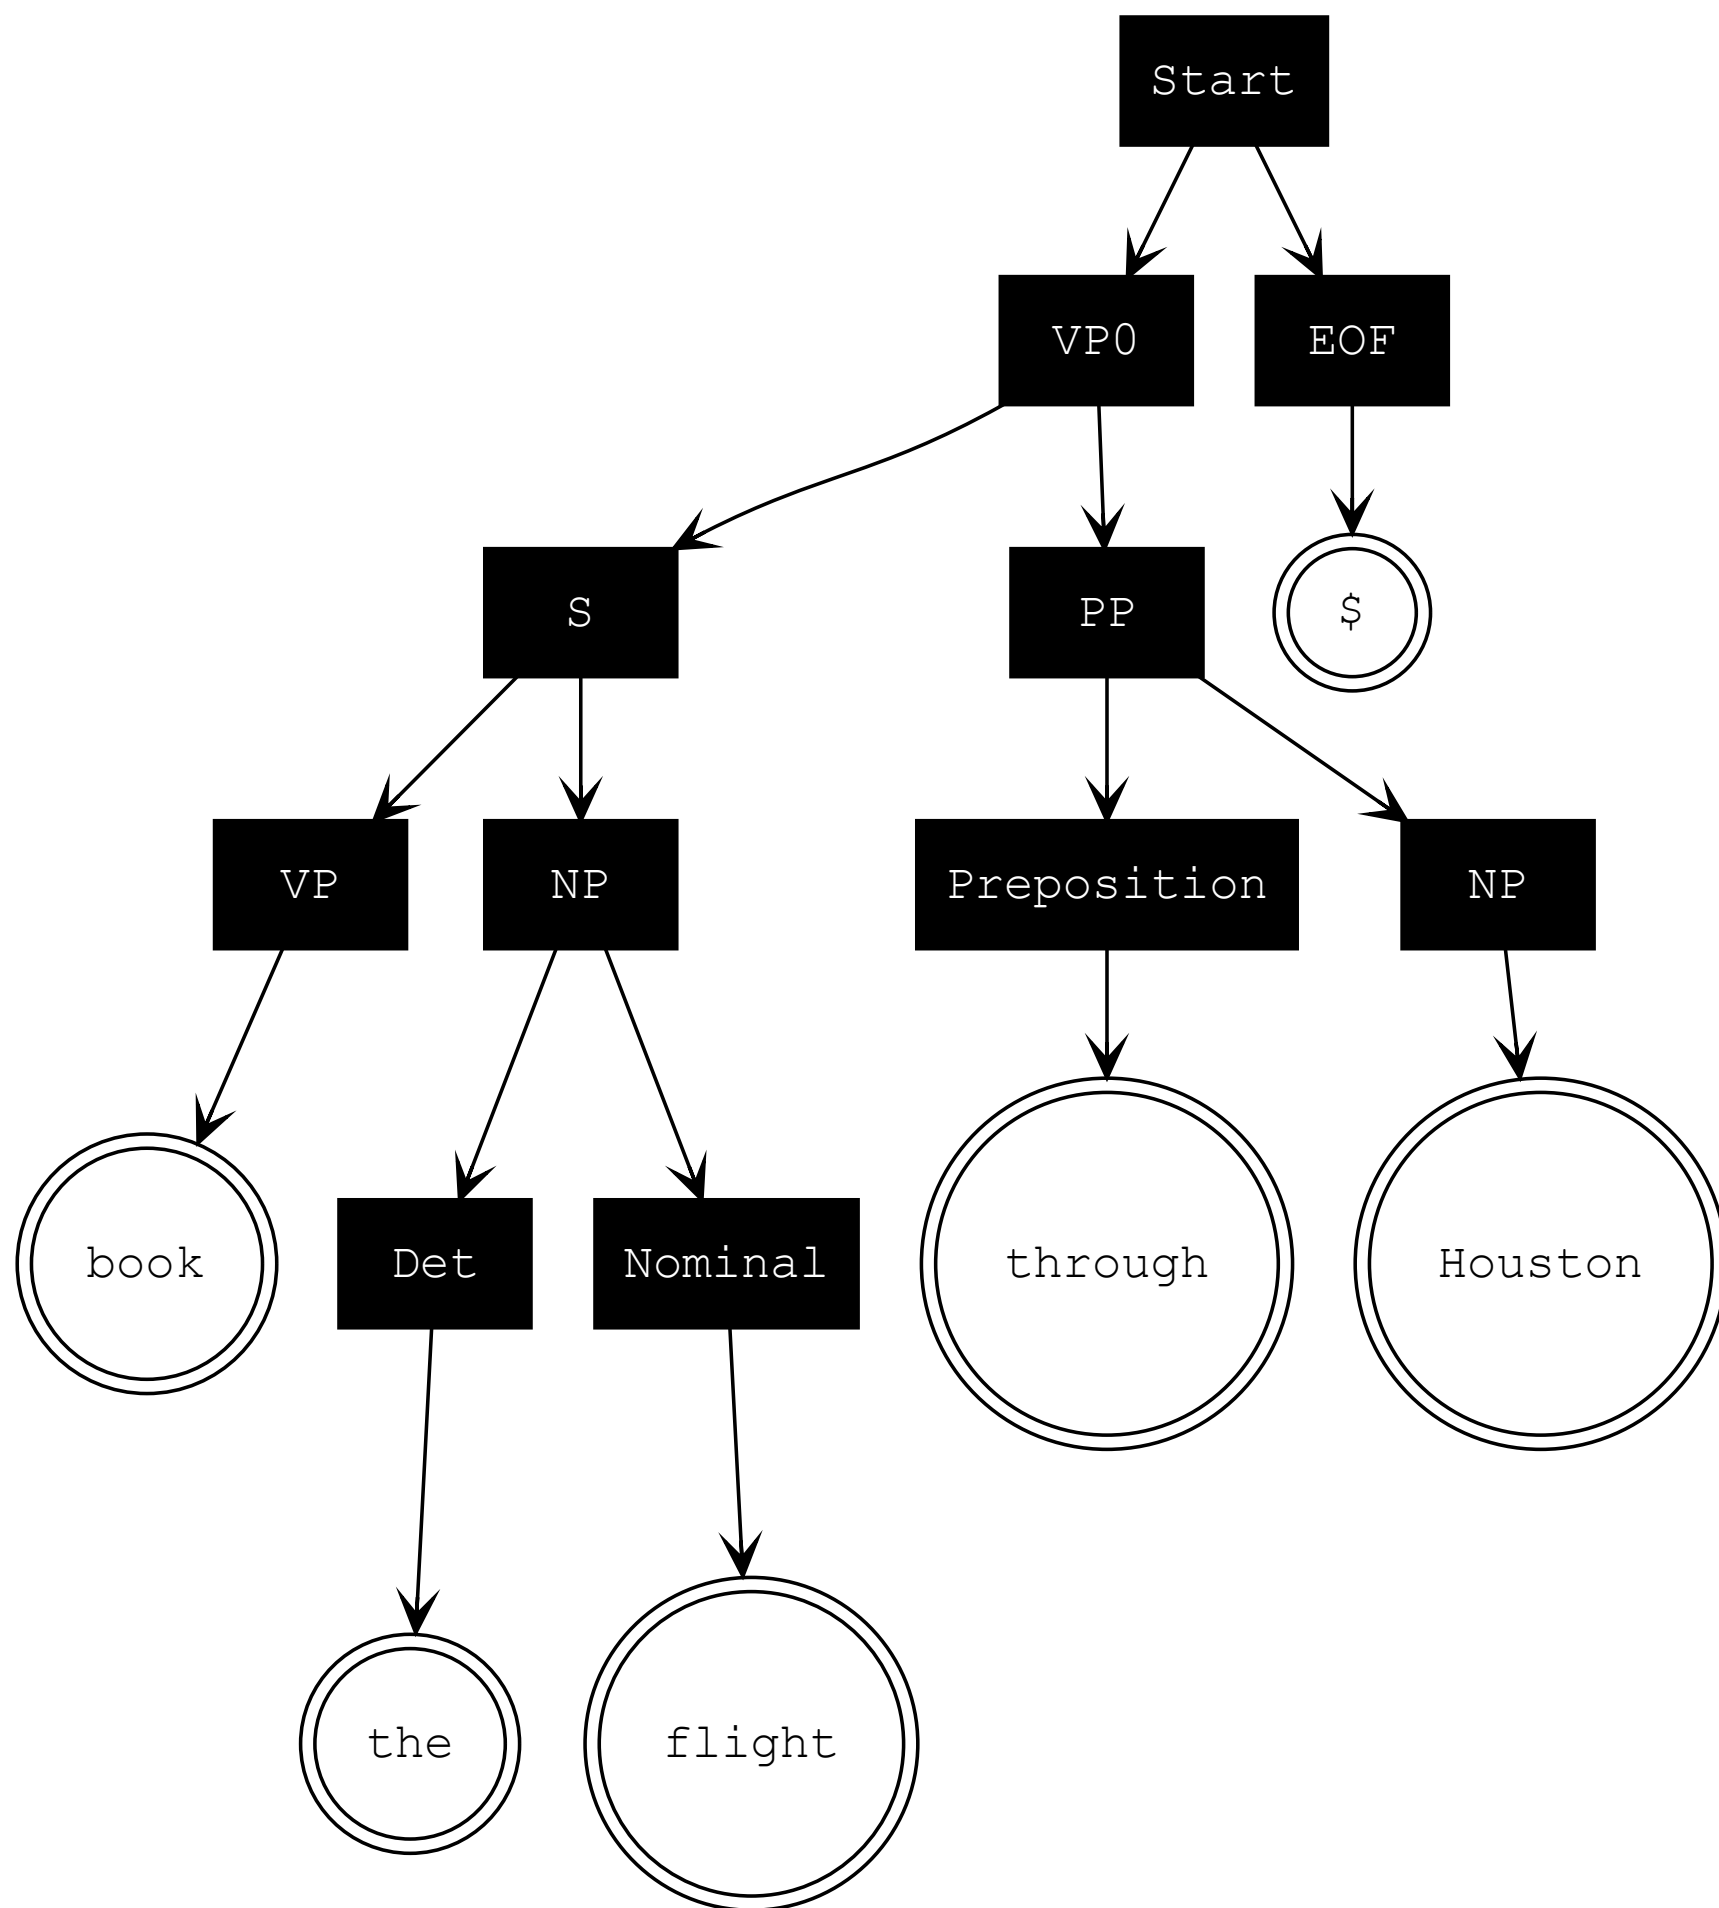 Start
VP0
EOF
S
PP
$
VP
NP
Preposition
NP
book
Det
Nominal
through
Houston
the
flight